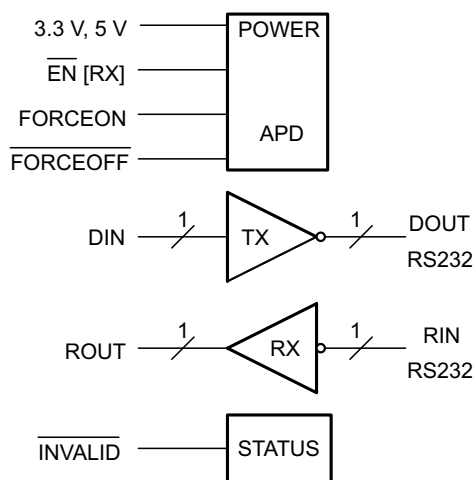 3.3 V, 5 V
POWER
EN [RX]
FORCEON
APD
FORCEOFF
DIN
1
TX
1
DOUT
RS232
ROUT
1
RX
1
RIN
RS232
INVALID
STATUS